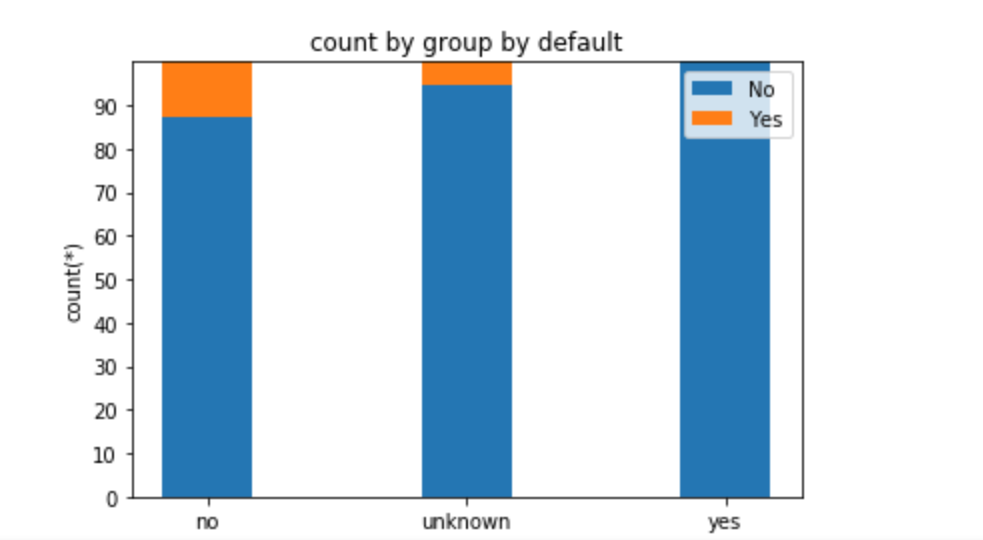 count by group by default
No
Yes
90
80
70
60
50
40
30
20
10
0
count(*)
no
unknown
yes